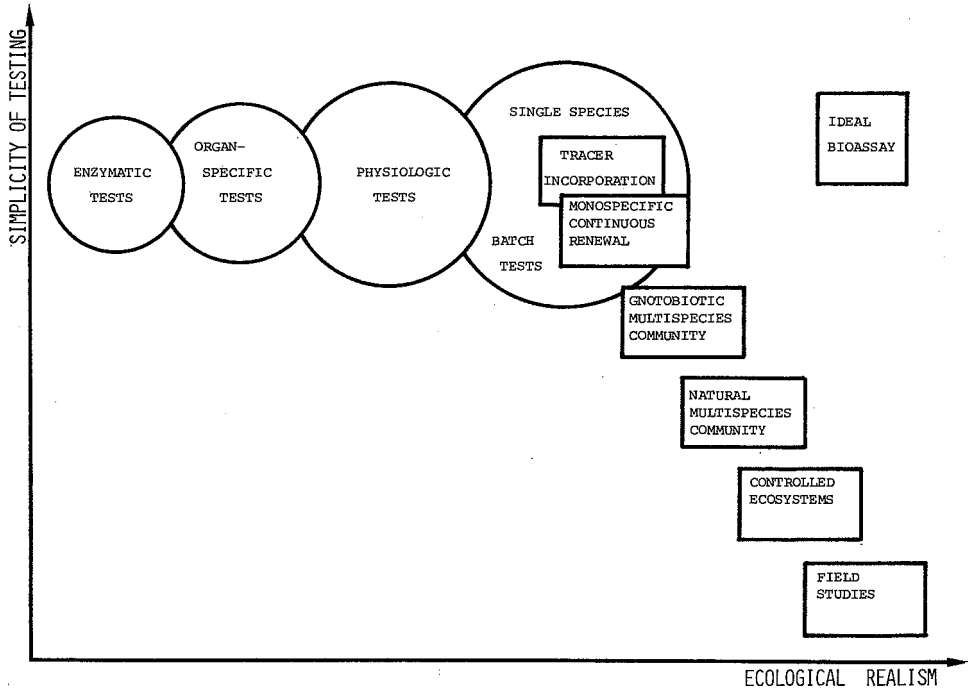 SIMPLICITY OF TESTING
ENZYMATIC
TESTS
ORGAN-
SPECIFIC
TESTS
PHYSIOLOGIC
TESTS
SINGLE SPECIES
TRACER
INCORPORATION
MONOSPECIFIC
CONTINUOUS
RENEWAL
BATCH
TESTS
IDEAL
BIOASSAY
GNOTOBIOTIC
MULTISPECIES
COMMUNITY
NATURAL
MULTISPECIES
COMMUNITY
CONTROLLED
ECOSYSTEMS
FIELD
STUDIES
ECOLOGICAL REALISM